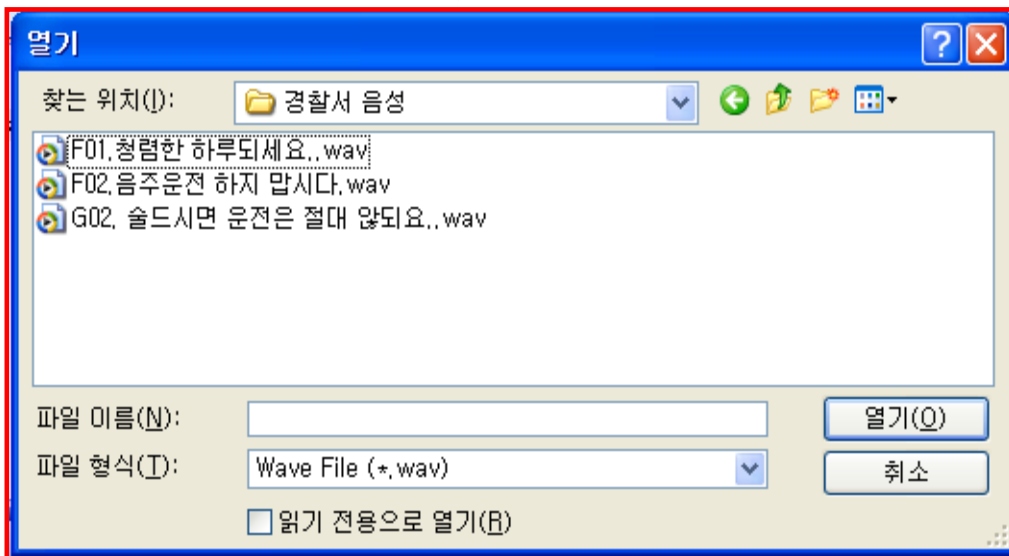 열기
찾는 위치(I):
경찰서 음성
F01.청렴한 하루되세요..wav
F02.음주운전 하지 맙시다.wav
G02. 술드시면 운전은 절대 않되요..wav
파일 이름(N):
열기(O)
파일 형식(T):
Wave File (*.wav)
취소
읽기 전용으로 열기(R)